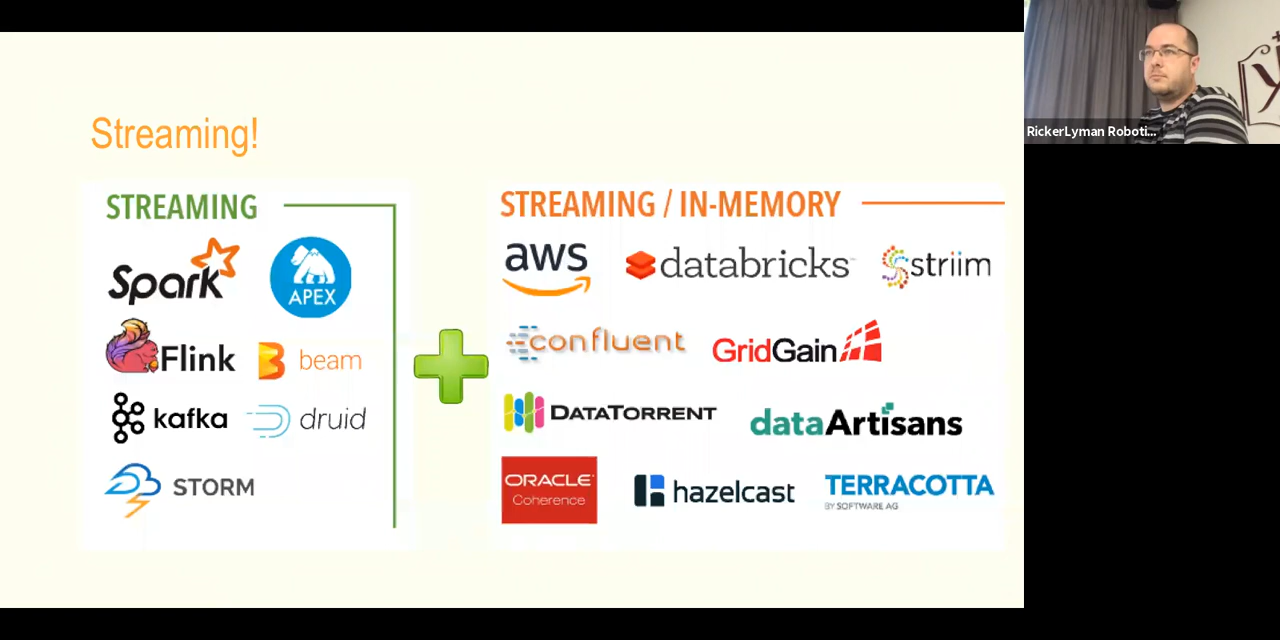 Streaming!
STREAMING
Spark
APEX
Flink
beam
kafka
druid
STORM
STREAMING / IN-MEMORY
aws
databricks
striim
confluent
GridGain
DATATORRENT
dataArtisans
ORACLE
Coherence
hazelcast
TERRACOTTA
BY SOFTWARE AG
RickerLyman Roboti...